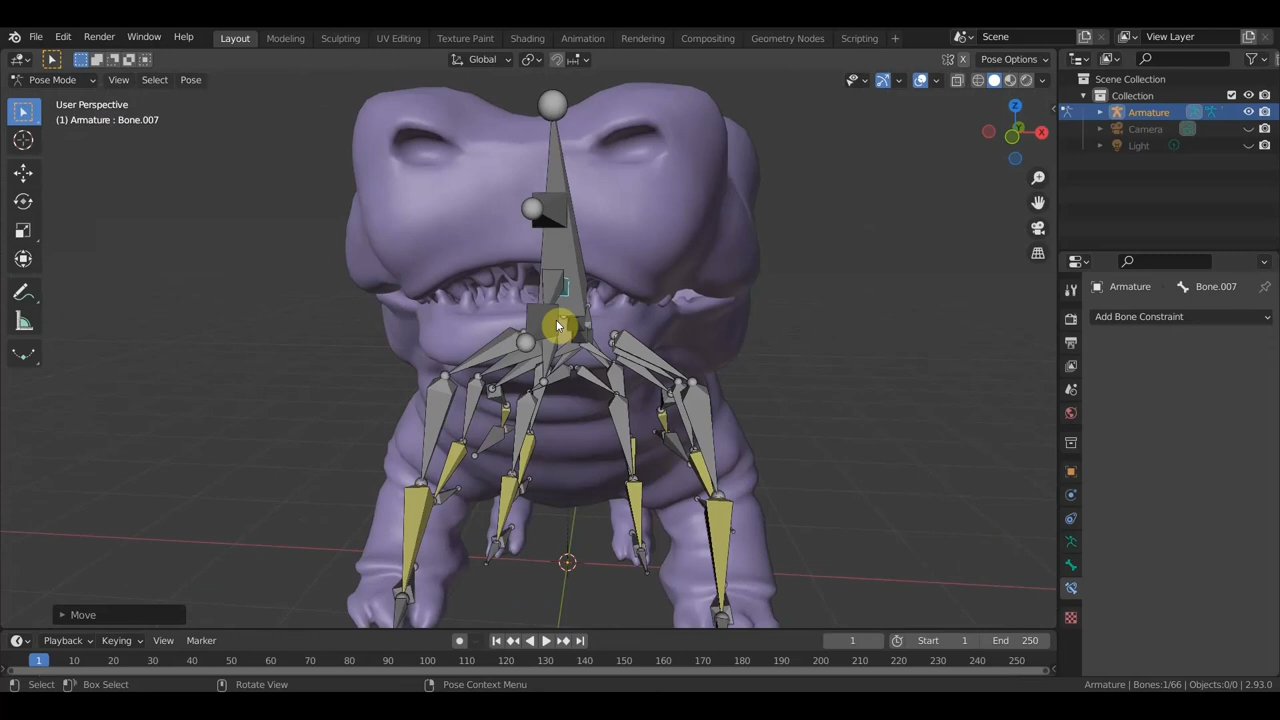 File Edit Render Window Help Layout Modeling Sculpting UV Editing Texture Paint Shading Animation Rendering Compositing Geometry Nodes Scripting + Scene View Layer
Global X Pose Options
Pose Mode View Select Pose
User Perspective
(1) Armature : Bone.007
Z
Y
X
Scene Collection
Collection
Armature
Camera
Light
Armature Bone.007
Add Bone Constraint
Move
Playback Keying View Marker 1 Start 1 End 250
1 10 20 30 40 50 60 70 80 90 100 110 120 130 140 150 160 170 180 190 200 210 220 230 240 250
Select Box Select Rotate View Pose Context Menu Armature | Bones:1/66 | Objects:0/0 | 2.93.0